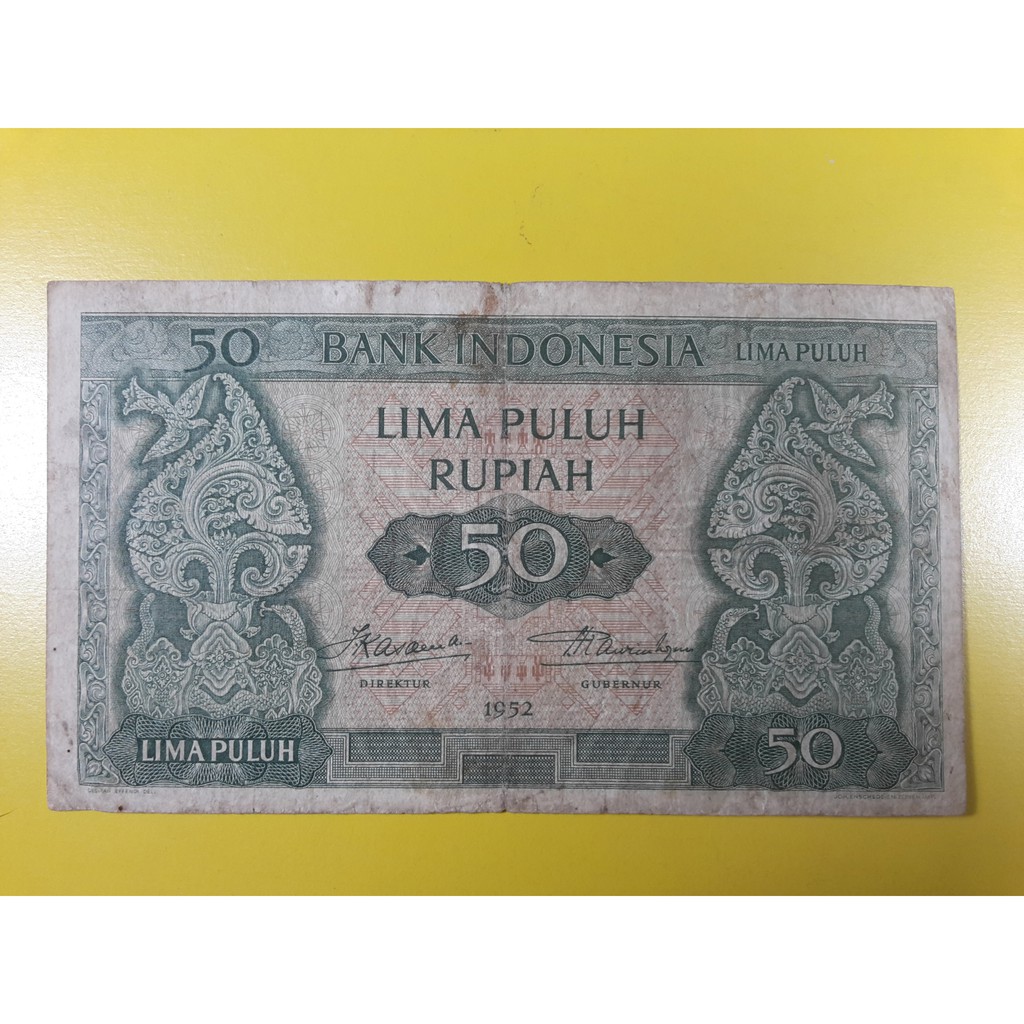 50 BANK INDONESIA LIMA PULUH
LIMA PULUH
RUPIAH
50
DIREKTUR GUBERNUR
1952
LIMA PULUH 50